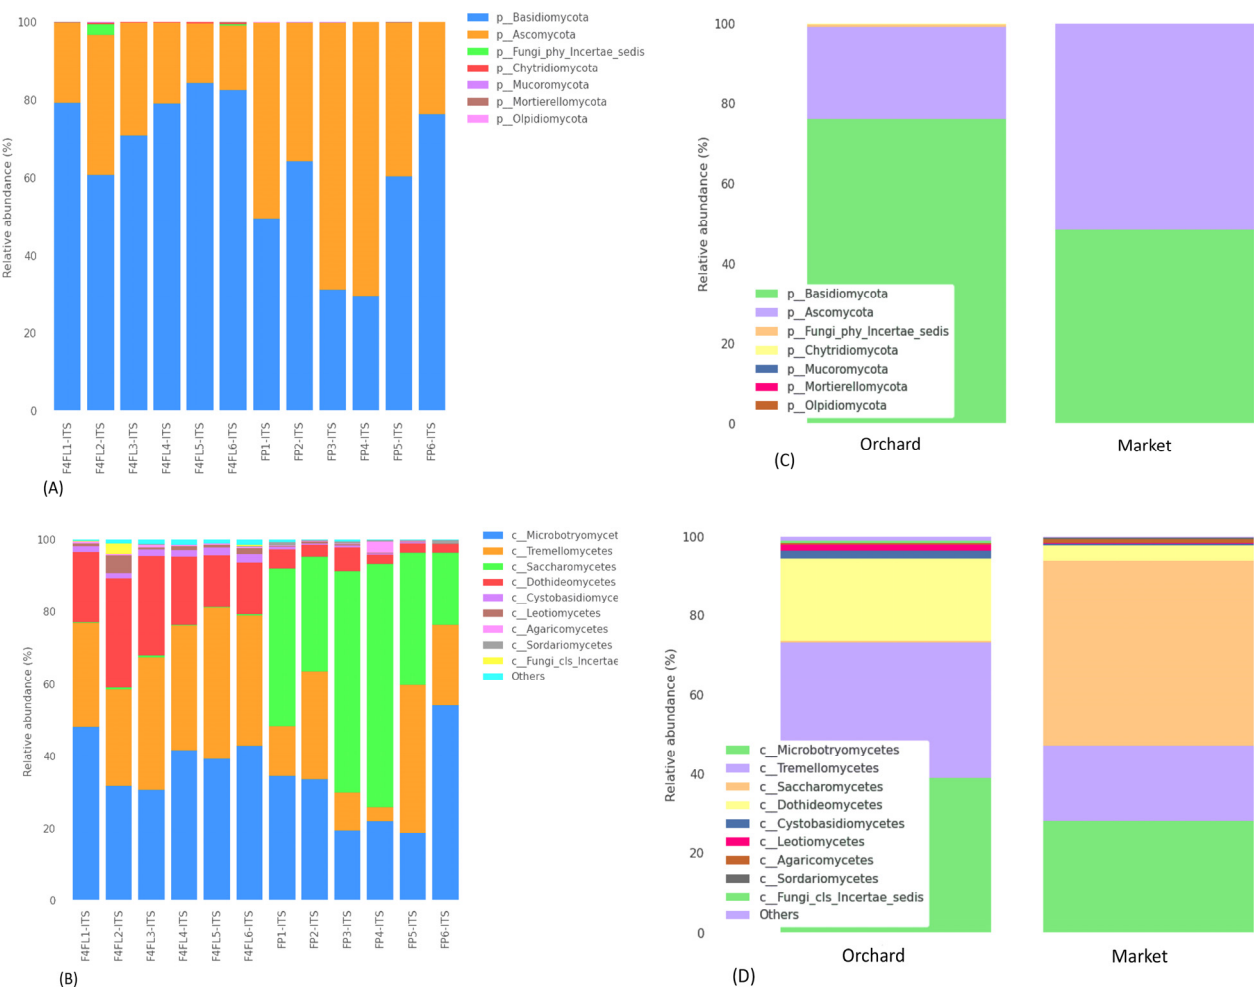 100
80
60
40
20
0
Relative abundance (%)
F4FL1-ITS
F4FL2-ITS
F4FL3-ITS
F4FL4-ITS
F4FL5-ITS
F4FL6-ITS
FP1-ITS
FP2-ITS
FP3-ITS
FP4-ITS
FP5-ITS
FP6-ITS
p__Basidiomycota
p__Ascomycota
p__Fungi_phy_Incertae_sedis
p__Chytridiomycota
p__Mucoromycota
p__Mortierellomycota
p__Olpidiomycota
(A)
100
80
60
40
20
0
Relative abundance (%)
p__Basidiomycota
p__Ascomycota
p__Fungi_phy_Incertae_sedis
p__Chytridiomycota
p__Mucoromycota
p__Mortierellomycota
p__Olpidiomycota
Orchard
Market
(C)
100
80
60
40
20
0
Relative abundance (%)
F4FL1-ITS
F4FL2-ITS
F4FL3-ITS
F4FL4-ITS
F4FL5-ITS
F4FL6-ITS
FP1-ITS
FP2-ITS
FP3-ITS
FP4-ITS
FP5-ITS
FP6-ITS
c__Microbotryomycet
c__Tremellomycetes
c__Saccharomycetes
c__Dothideomycetes
c__Cystobasidiomyce
c__Leotiomycetes
c__Agaricomycetes
c__Sordariomycetes
c__Fungi_cls_Incertae
Others
(B)
100
80
60
40
20
0
Relative abundance (%)
c__Microbotryomycetes
c__Tremellomycetes
c__Saccharomycetes
c__Dothideomycetes
c__Cystobasidiomycetes
c__Leotiomycetes
c__Agaricomycetes
c__Sordariomycetes
c__Fungi_cls_Incertae_sedis
Others
Orchard
Market
(D)